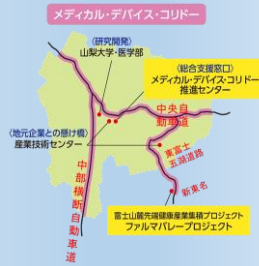 メディカル・デバイス・コリドー
〈研究開発〉
山梨大学・医学部
〈総合支援窓口〉
メディカル・デバイス・コリドー
推進センター
中央自
動車道
〈地元企業との懸け橋〉
産業技術センター
東富士
五湖道路
中部横断自動車道
新東名
富士山麓先端健康産業集積プロジェクト
ファルマバレープロジェクト